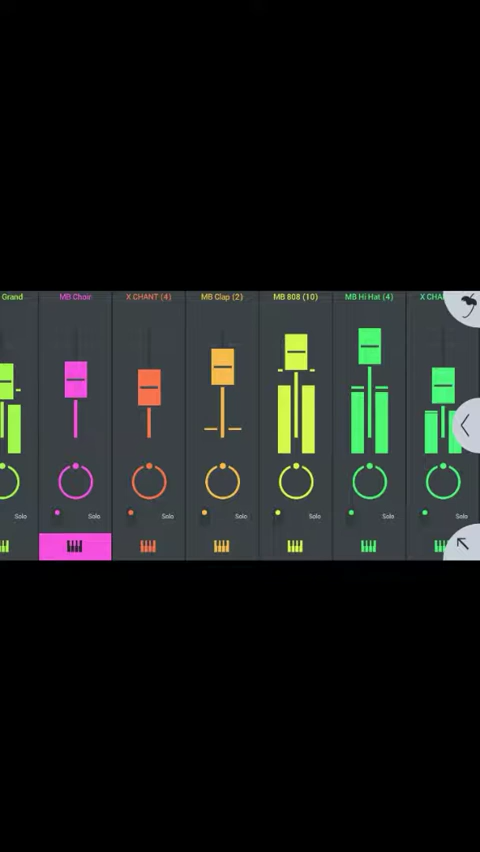 Grand MB Choir X CHANT (4) MB Clap (2) MB 808 (10) MB Hi Hat (4) X CHA
Solo Solo Solo Solo Solo Solo